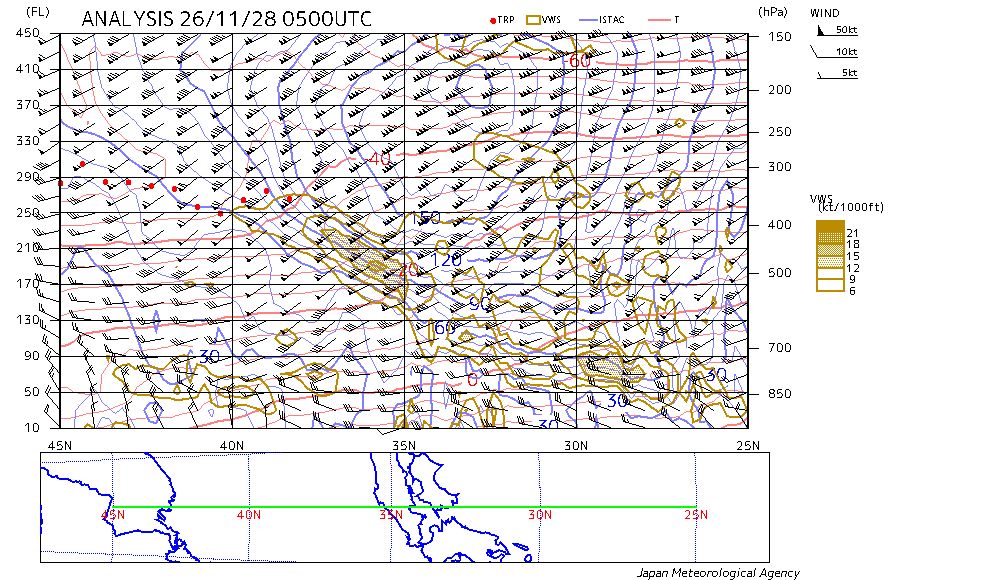 (FL) ANALYSIS 26/11/28 0500UTC TRP VWS ISTAC T (hPa) WIND
450 150 50kt
-60
410 10kt
5kt
200
370
330 250
-40
290 300
250 150 400 VWS
(kt/1000ft)
210 120 21
18
-20 500 15
170 12
90 9
6
130 60
90 30 700
0 30
50 30 850
10 30
45N 40N 35N 30N 25N
45N 40N 35N 30N 25N
Japan Meteorological Agency